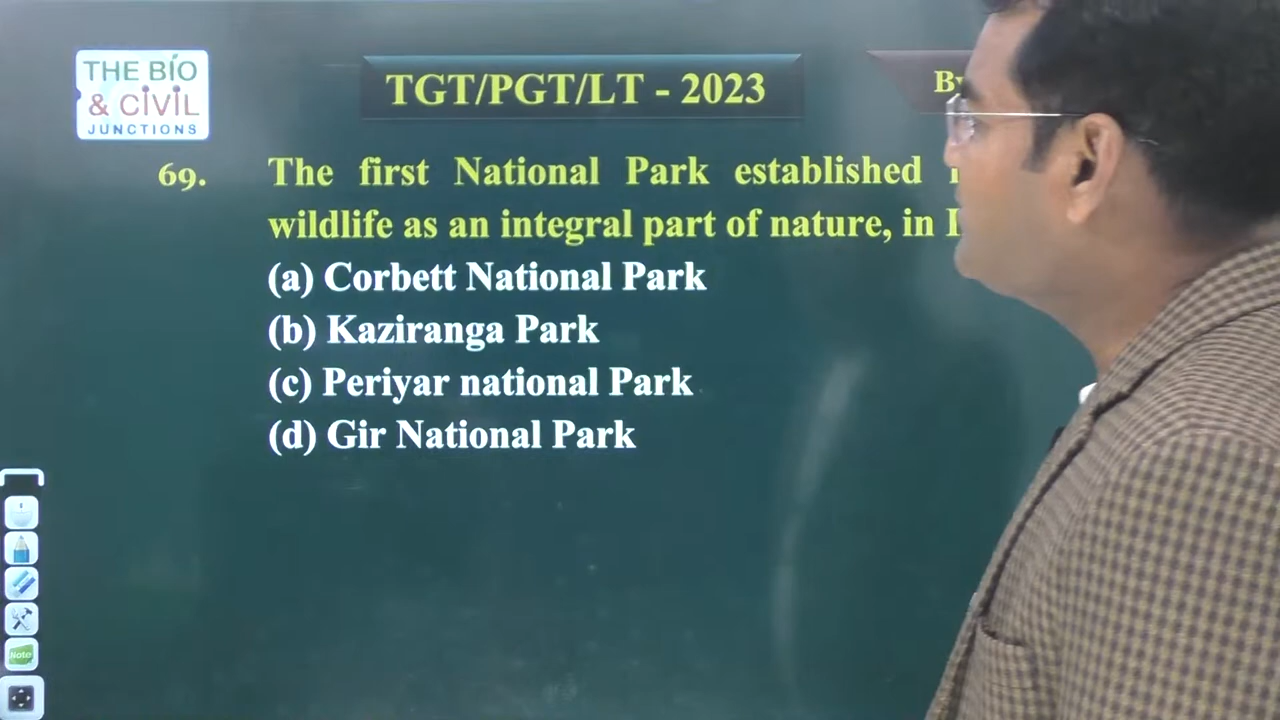 THE BIO
& CIVIL
JUNCTIONS
TGT/PGT/LT - 2023
69. The first National Park established
wildlife as an integral part of nature, in
(a) Corbett National Park
(b) Kaziranga Park
(c) Periyar national Park
(d) Gir National Park
Note